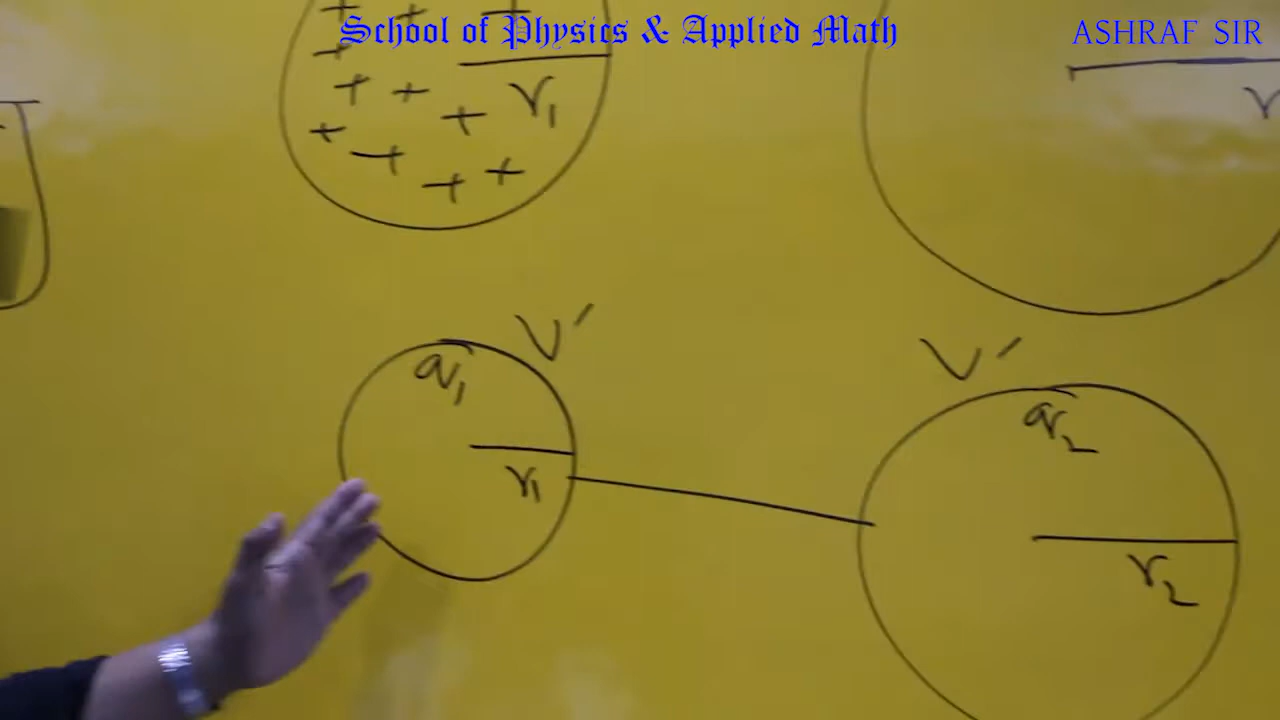 School of Physics & Applied Math
ASHRAF SIR
+ + +
+
+ +
r₁
+
+
+
+ +
r
V′
V′
q₁
q₂
r₁
r₂